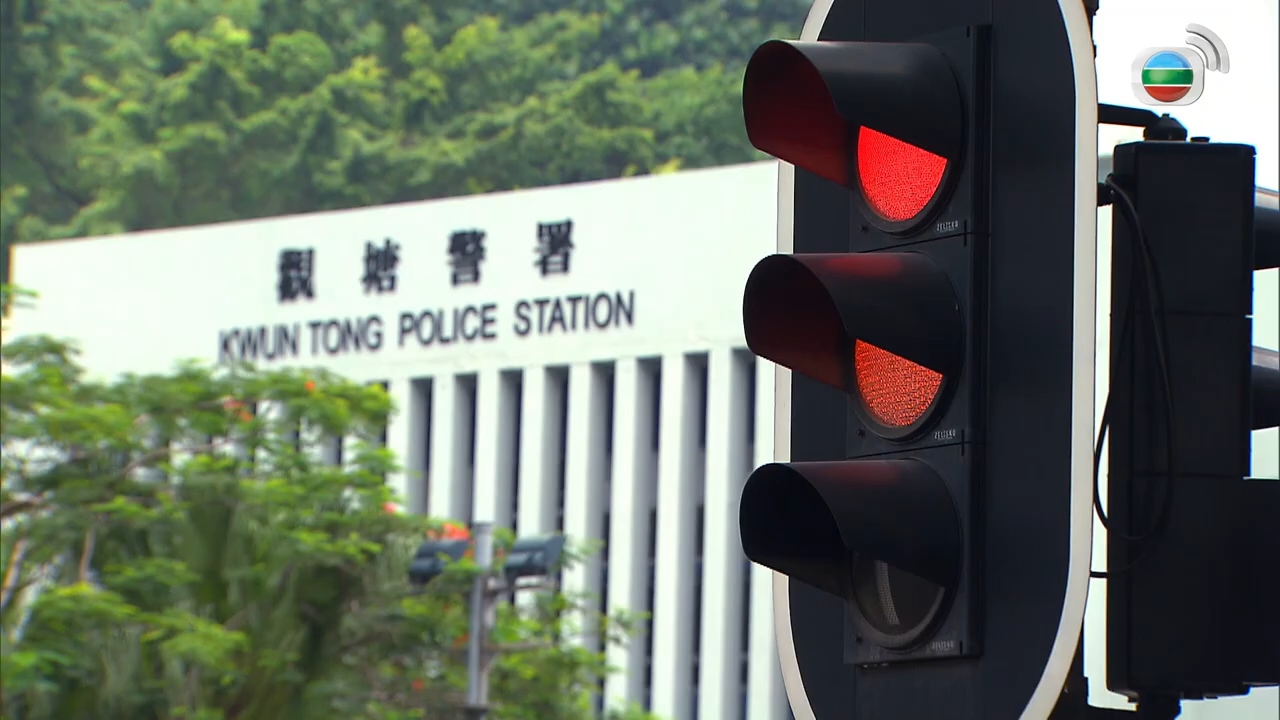 觀塘警署
KWUN TONG POLICE STATION